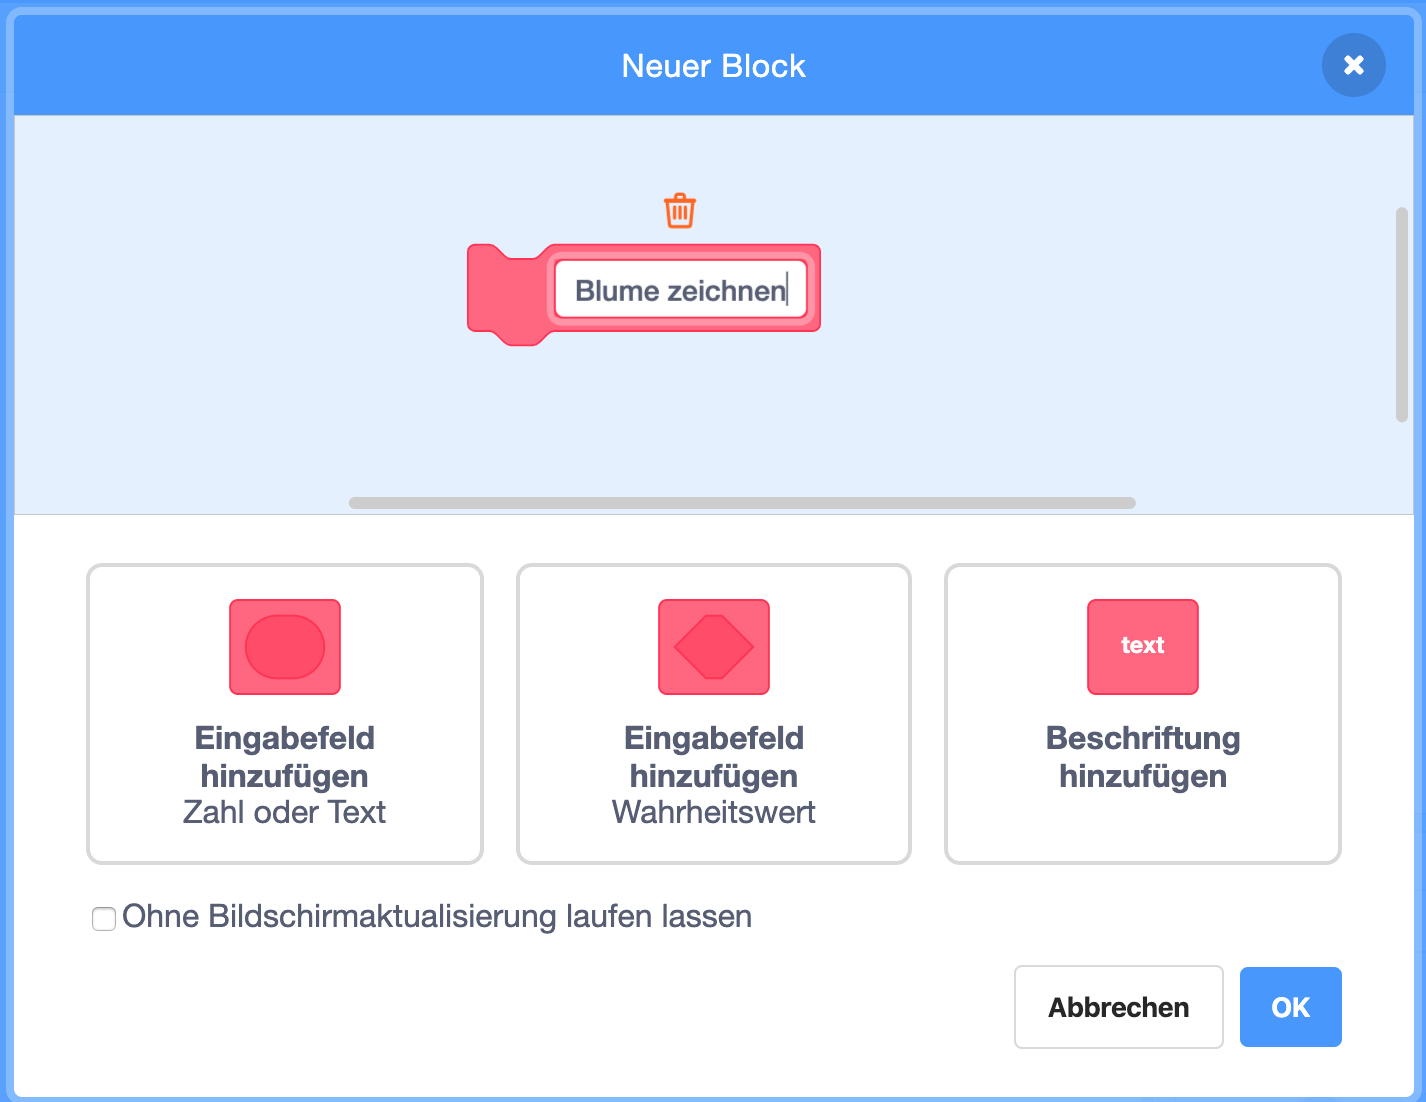 Neuer Block
Blume zeichnen
Eingabefeld
hinzufügen
Zahl oder Text
Eingabefeld
hinzufügen
Wahrheitswert
text
Beschriftung
hinzufügen
Ohne Bildschirmaktualisierung laufen lassen
Abbrechen
OK